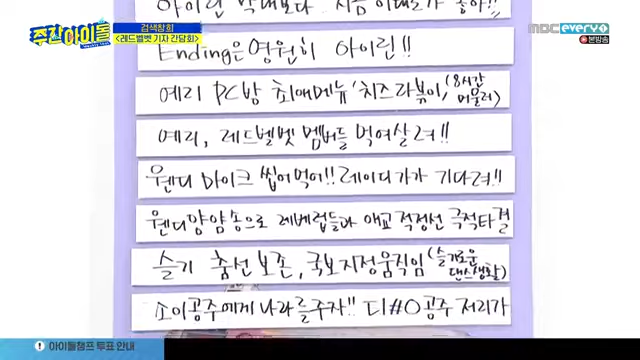 주간아이돌
검색창회
<레드벨벳 기자 간담회>
MBC every1
본방송
아이린 빅데보다 지금 이대로가 좋아!!
Ending은 영원히 아이린!!
예리 PC방 최애메뉴 '치즈라볶이' (8시간 머물러)
예리, 레드벨벳 멤버들 먹여살려!!
웬디 마이크 씹어먹어!! 레이디가가 기다려!!
웬디 얌얌송으로 레베럽들과 애교 적정선 극적타결
슬기 춤선 보존, 국보지정 움직임 (슬기로운 댄스생활)
조이공주에게 나라를 주자!! 디#O공주 저리가
아이돌챔프 투표 안내